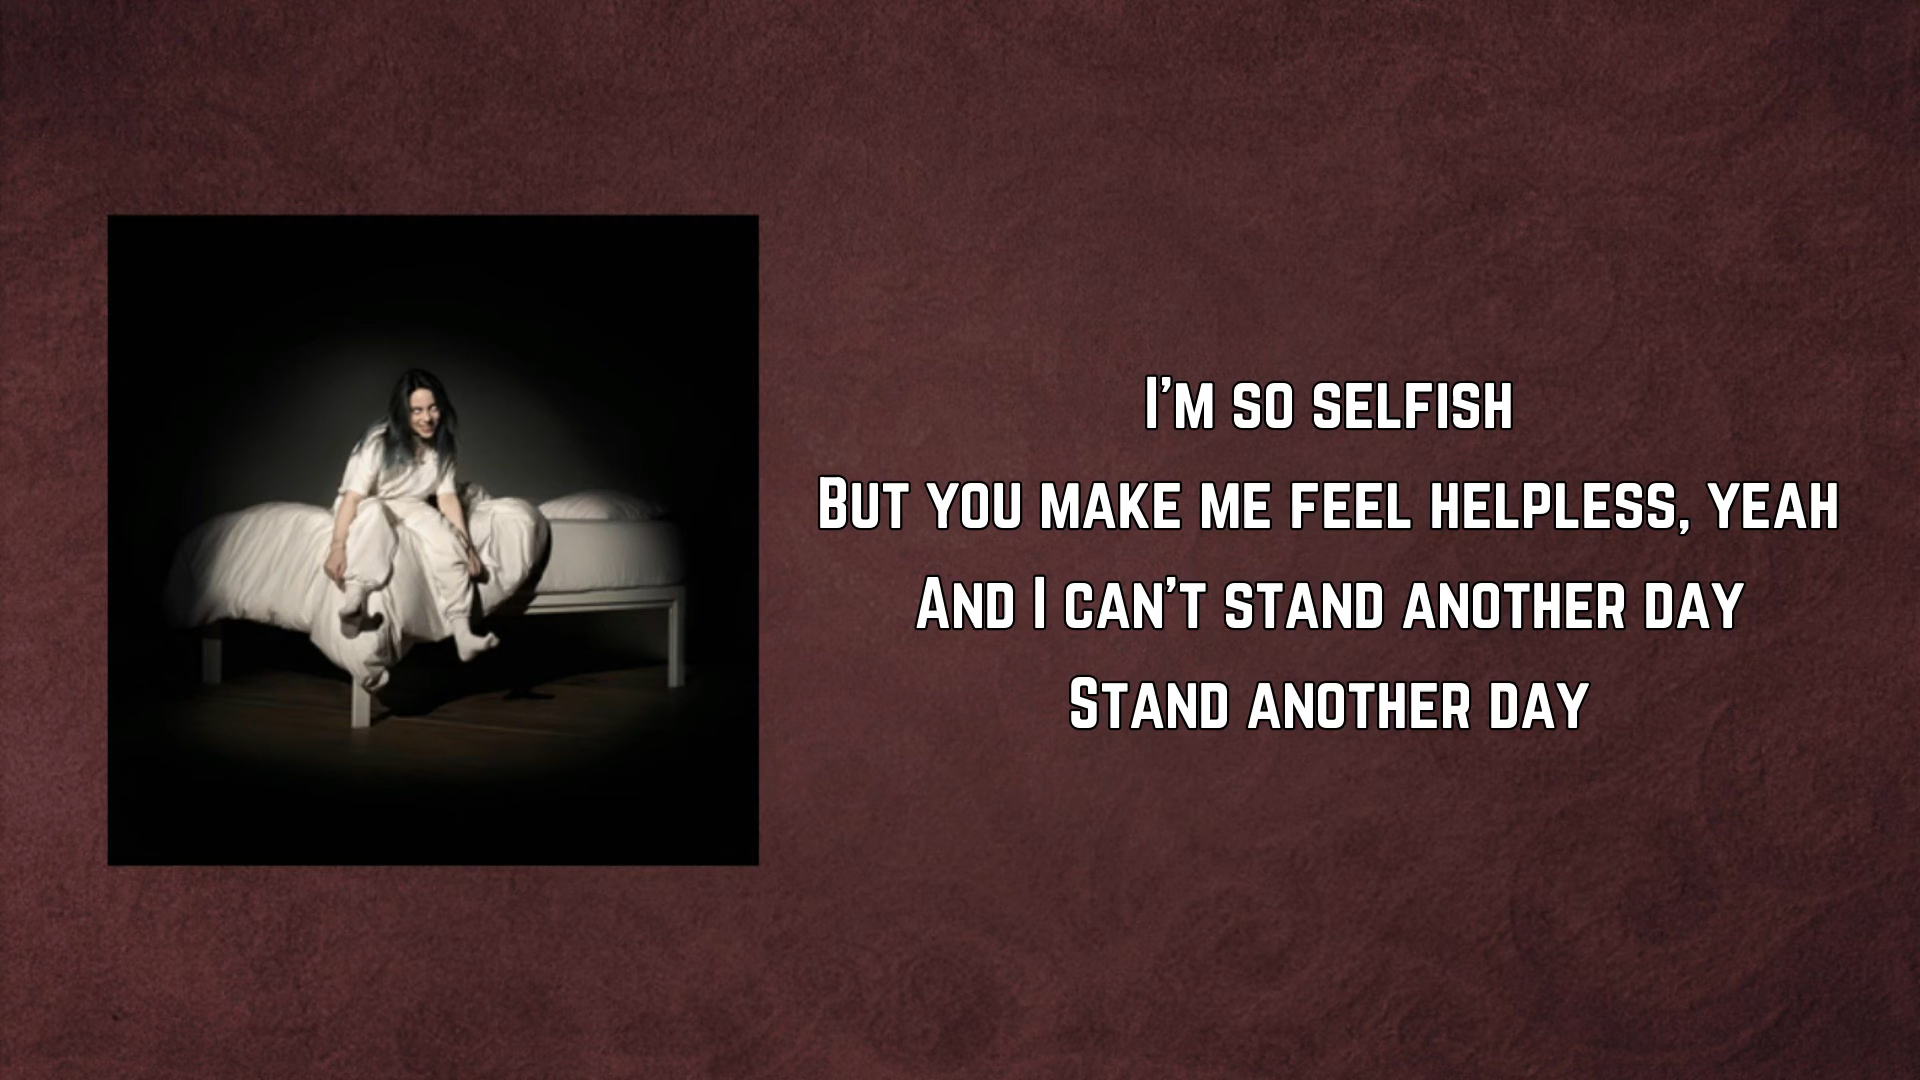 I'm so selfish
But you make me feel helpless, yeah
And I can't stand another day
Stand another day